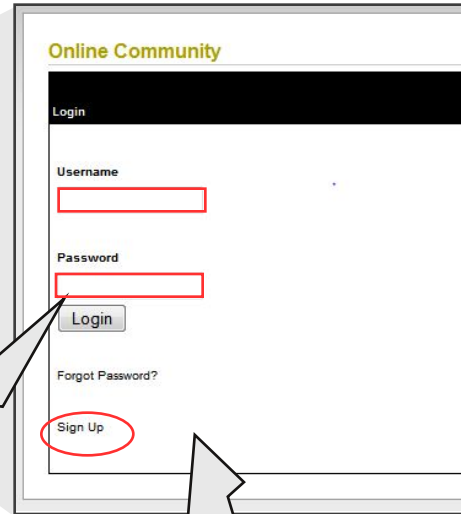 Online Community
Login
Username
Password
Login
Forgot Password?
Sign Up